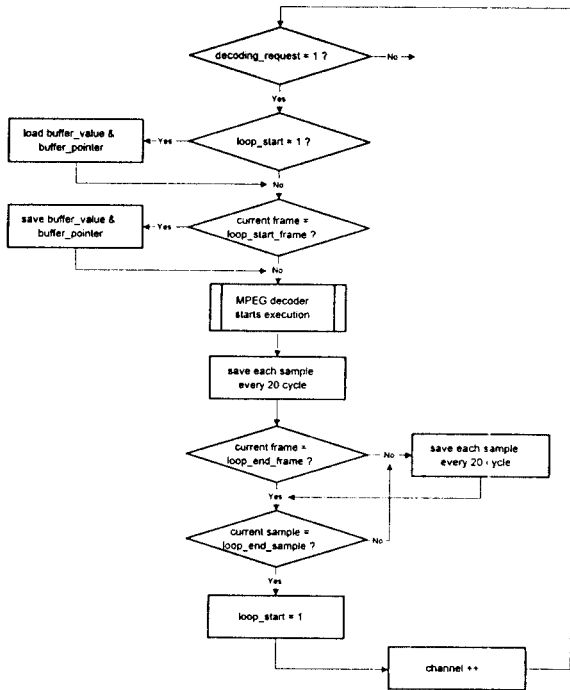 decoding_request = 1 ?
No
Yes
load buffer_value &
buffer_pointer
Yes
loop_start = 1 ?
No
save buffer_value &
buffer_pointer
Yes
current frame =
loop_start_frame ?
No
MPEG decoder
starts execution
save each sample
every 20 cycle
current frame =
loop_end_frame ?
No
save each sample
every 20 cycle
Yes
current sample =
loop_end_sample ?
No
Yes
loop_start = 1
channel ++